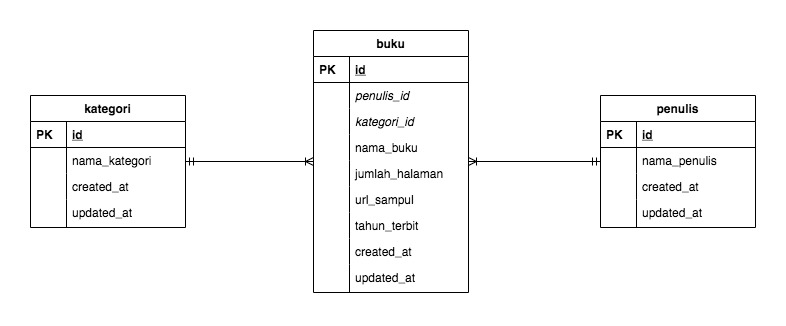 kategori
PK id
nama_kategori
created_at
updated_at
buku
PK id
penulis_id
kategori_id
nama_buku
jumlah_halaman
url_sampul
tahun_terbit
created_at
updated_at
penulis
PK id
nama_penulis
created_at
updated_at